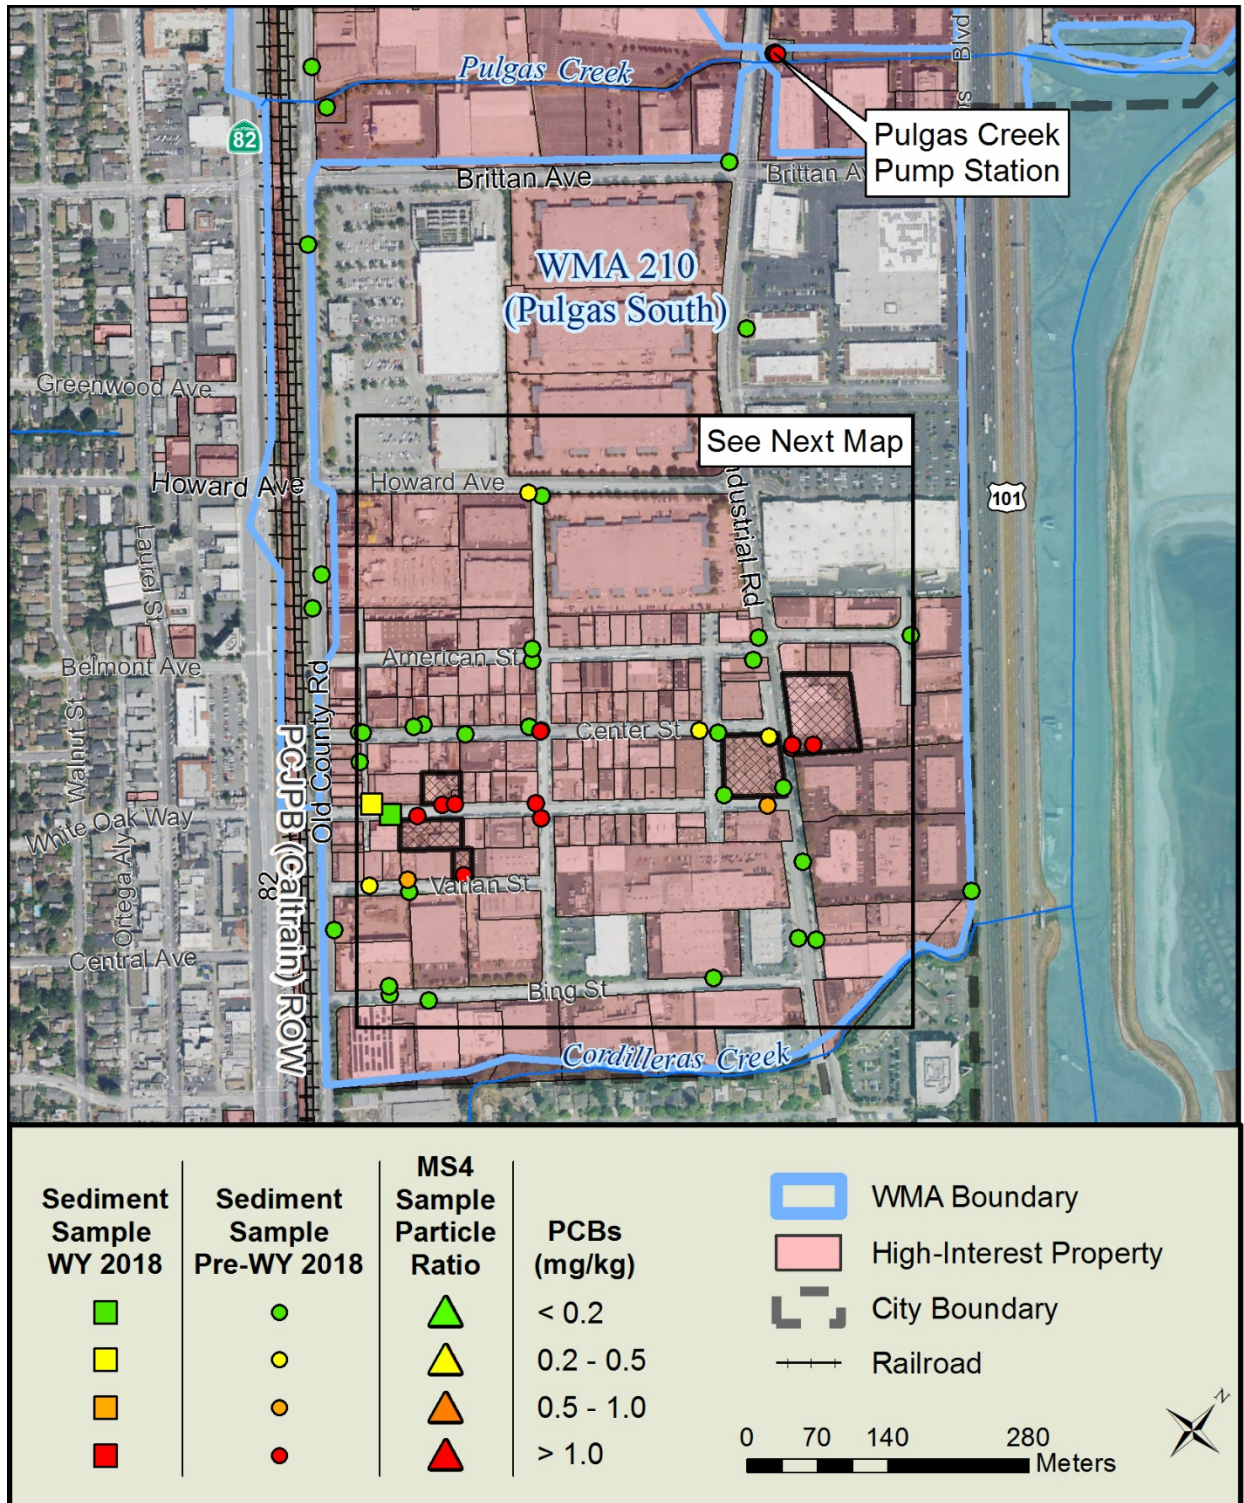 Pulgas Creek
Blvd
82
Pulgas Creek
Pump Station
Brittan Ave
Brittan Av
WMA 210
(Pulgas South)
Greenwood Ave
See Next Map
Howard Ave
Howard Ave
101
ndustrial Rd
Laurel St
Belmont Ave
American St
Old County Rd
Walnut St
Center St
PCJPB (Caltrain) ROW
White Oak Way
Ortega Aly
82
Varian St
Central Ave
Bing St
Cordilleras Creek
Sediment
Sample
WY 2018
Sediment
Sample
Pre-WY 2018
MS4
Sample
Particle
Ratio
PCBs
(mg/kg)
< 0.2
0.2 - 0.5
0.5 - 1.0
> 1.0
WMA Boundary
High-Interest Property
City Boundary
Railroad
N
0 70 140 280
Meters